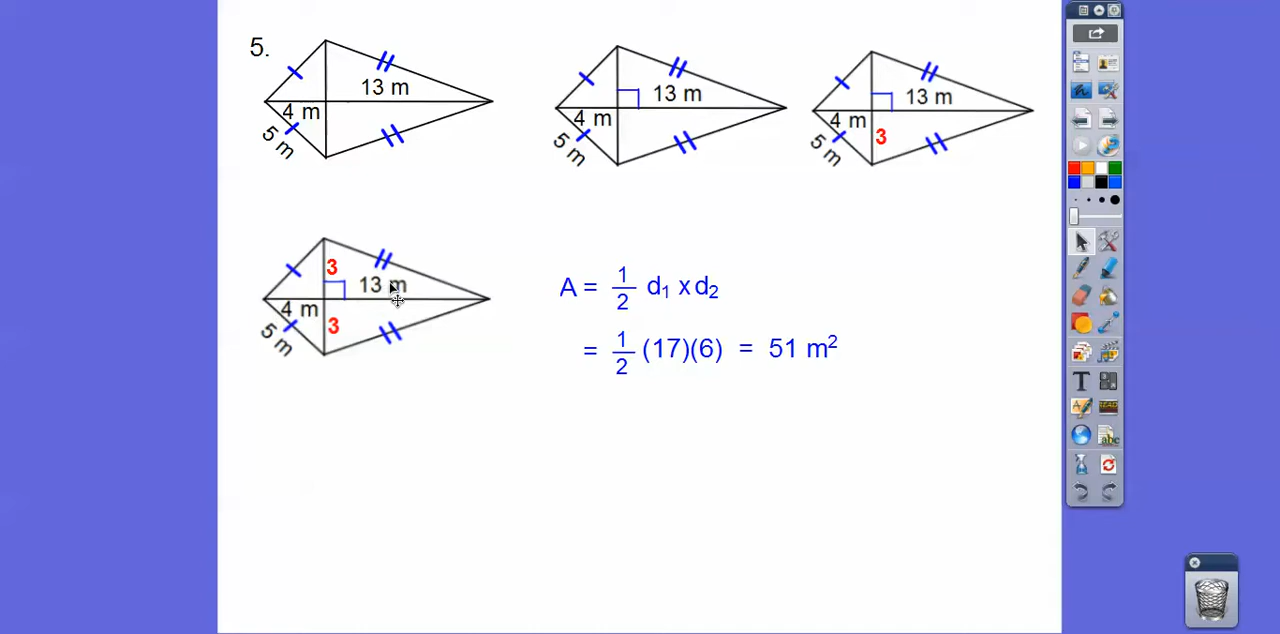 5.
13 m
4 m
5 m
13 m
4 m
5 m
13 m
4 m
3
5 m
3
13 m
4 m
3
5 m
A = 1/2 d₁ x d₂
= 1/2 (17)(6) = 51 m²